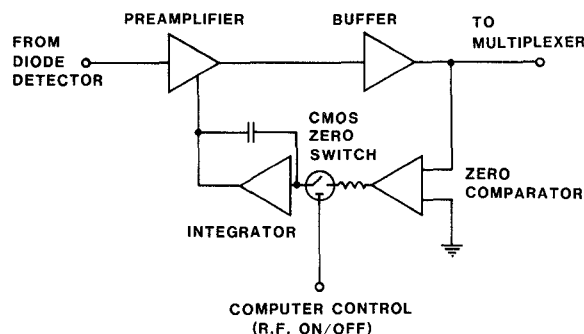 PREAMPLIFIER
BUFFER
TO
MULTIPLEXER
FROM
DIODE
DETECTOR
CMOS
ZERO
SWITCH
ZERO
COMPARATOR
INTEGRATOR
COMPUTER CONTROL
(R.F. ON/OFF)